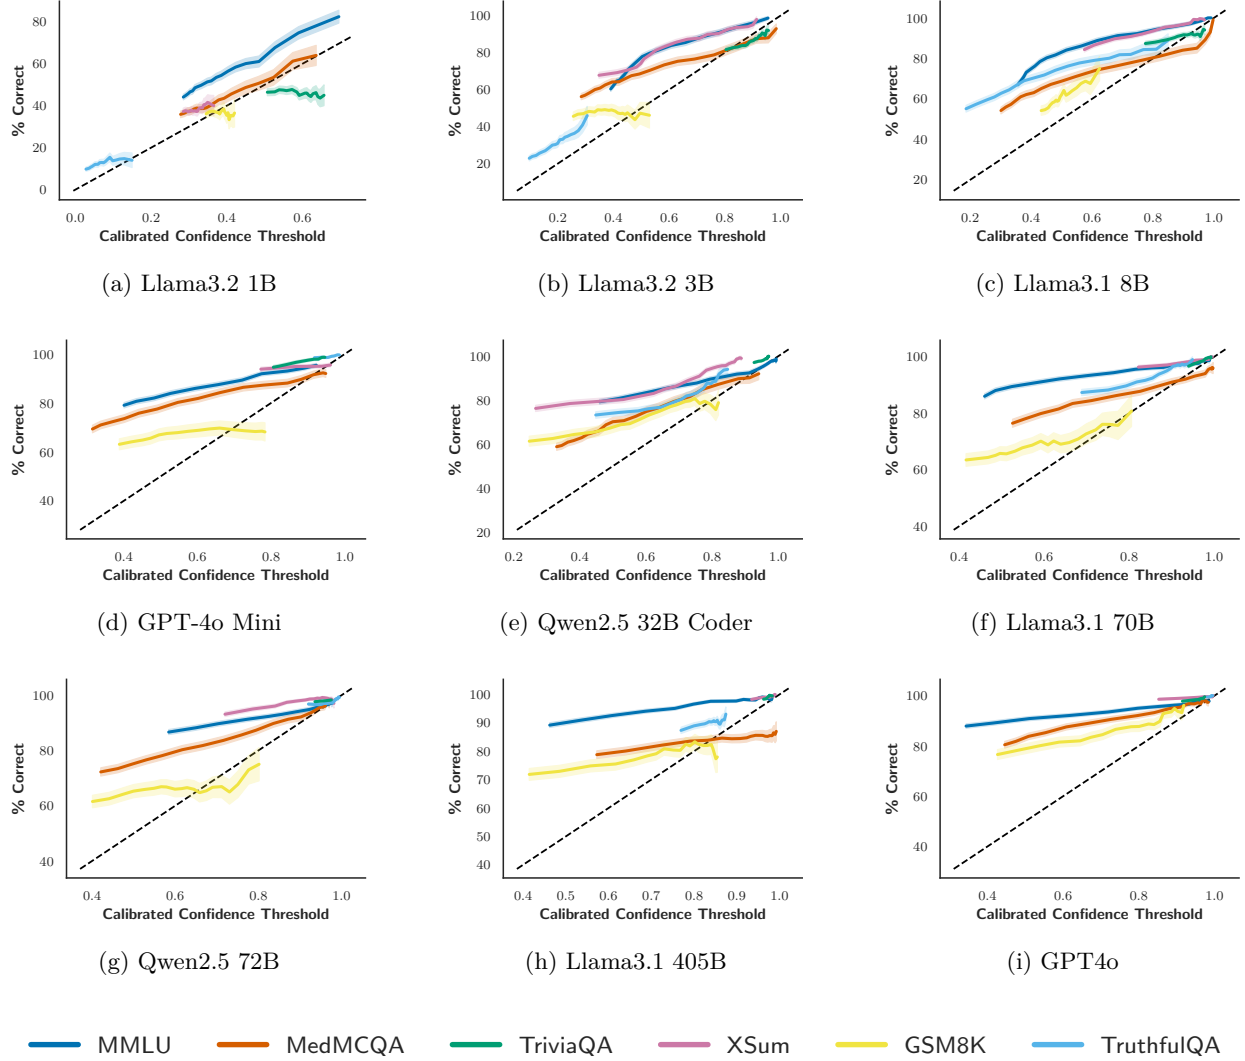 80
60
40
20
0
% Correct
0.0 0.2 0.4 0.6
Calibrated Confidence Threshold
(a) Llama3.2 1B
100
80
60
40
20
% Correct
0.2 0.4 0.6 0.8 1.0
Calibrated Confidence Threshold
(b) Llama3.2 3B
100
80
60
40
20
% Correct
0.2 0.4 0.6 0.8 1.0
Calibrated Confidence Threshold
(c) Llama3.1 8B
100
80
60
40
% Correct
0.4 0.6 0.8 1.0
Calibrated Confidence Threshold
(d) GPT-4o Mini
100
80
60
40
20
% Correct
0.2 0.4 0.6 0.8 1.0
Calibrated Confidence Threshold
(e) Qwen2.5 32B Coder
100
80
60
40
% Correct
0.4 0.6 0.8 1.0
Calibrated Confidence Threshold
(f) Llama3.1 70B
100
80
60
40
% Correct
0.4 0.6 0.8 1.0
Calibrated Confidence Threshold
(g) Qwen2.5 72B
100
90
80
70
60
50
40
% Correct
0.4 0.5 0.6 0.7 0.8 0.9 1.0
Calibrated Confidence Threshold
(h) Llama3.1 405B
100
80
60
40
% Correct
0.4 0.6 0.8 1.0
Calibrated Confidence Threshold
(i) GPT4o
MMLU MedMCQA TriviaQA XSum GSM8K TruthfulQA